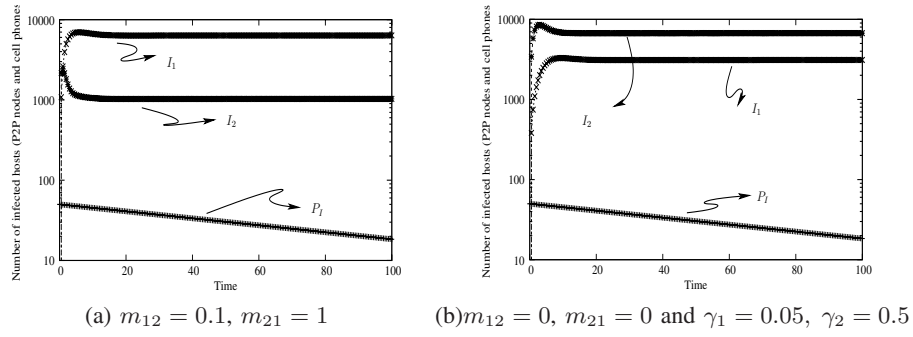 Number of infected hosts (P2P nodes and cell phones
10000
1000
100
10
0 20 40 60 80 100
Time
I1
I2
PI
(a) m12 = 0.1, m21 = 1
Number of infected hosts (P2P nodes and cell phones
10000
1000
100
10
0 20 40 60 80 100
Time
I2
I1
PI
(b)m12 = 0, m21 = 0 and γ1 = 0.05, γ2 = 0.5